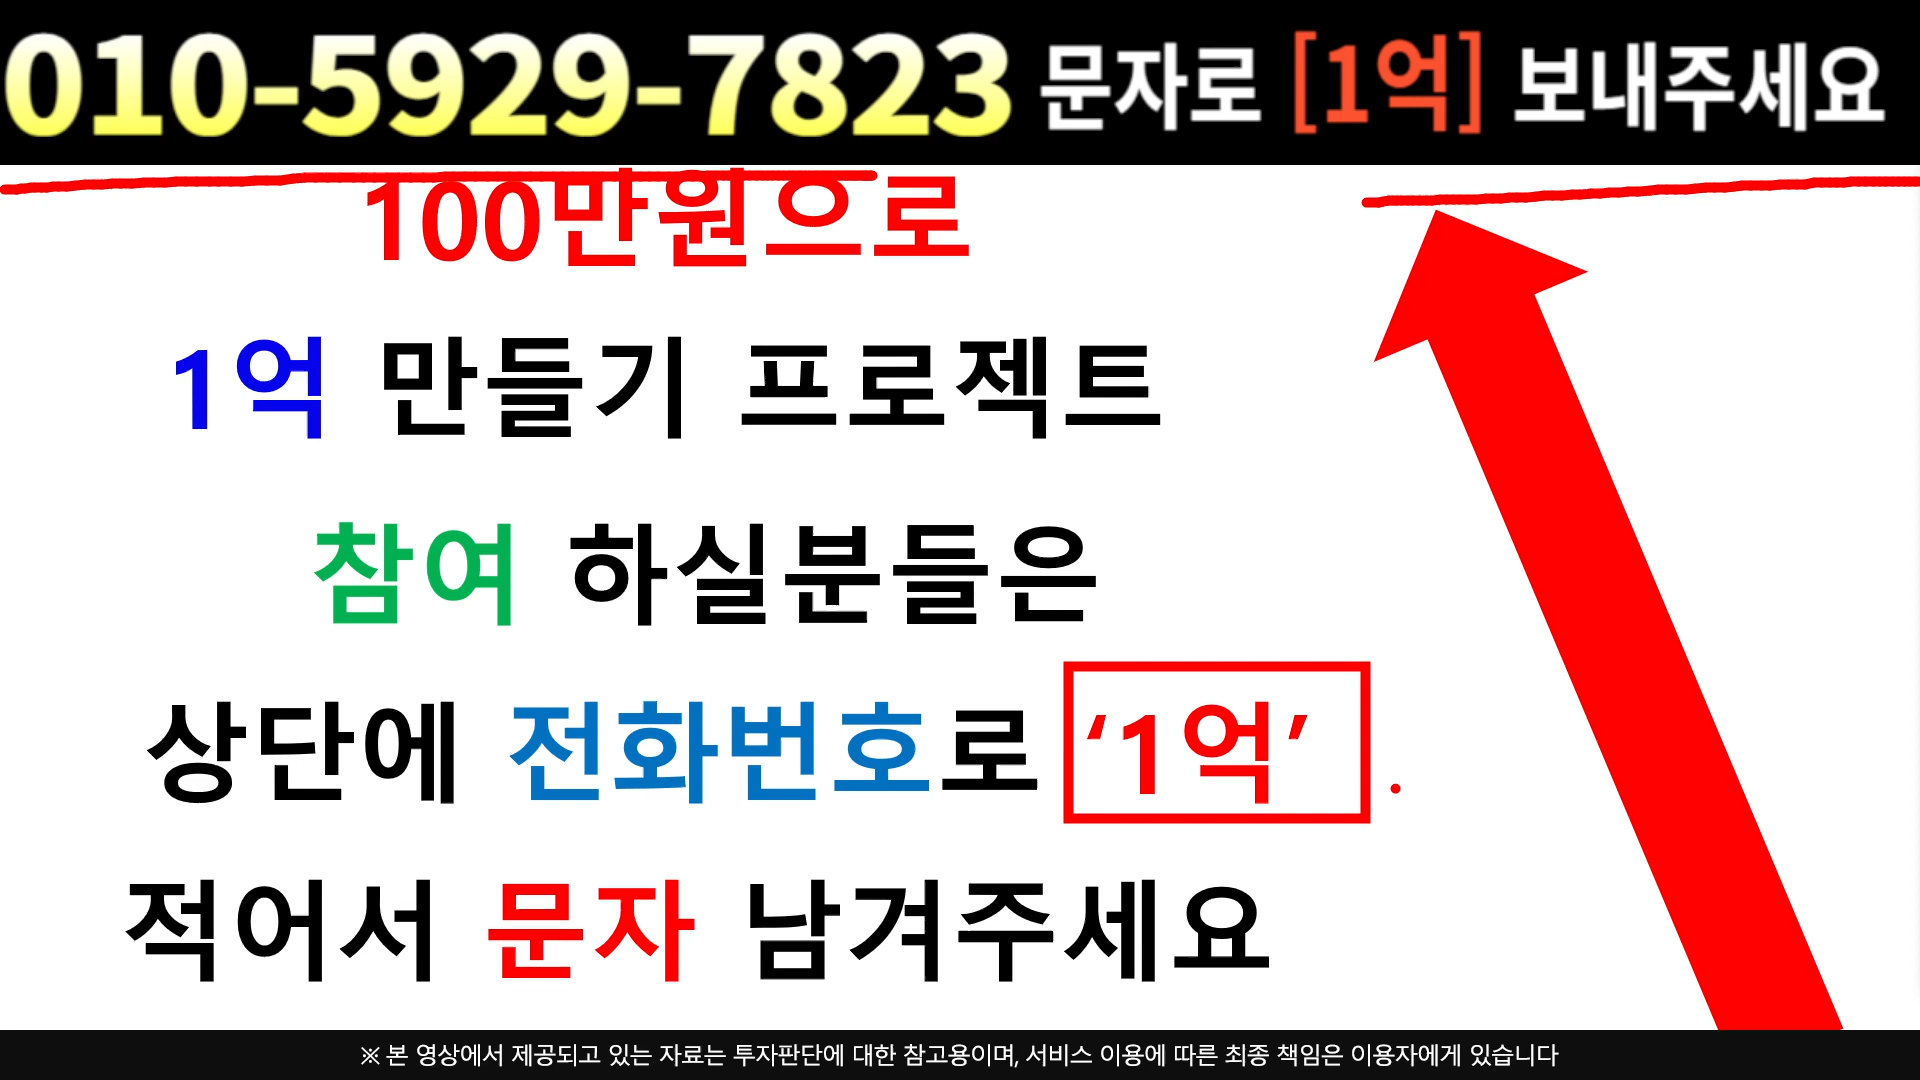 010-5929-7823 문자로 [1억] 보내주세요
100만원으로
1억 만들기 프로젝트
참여 하실분들은
상단에 전화번호로 ‘1억’ .
적어서 문자 남겨주세요
※ 본 영상에서 제공되고 있는 자료는 투자판단에 대한 참고용이며, 서비스 이용에 따른 최종 책임은 이용자에게 있습니다